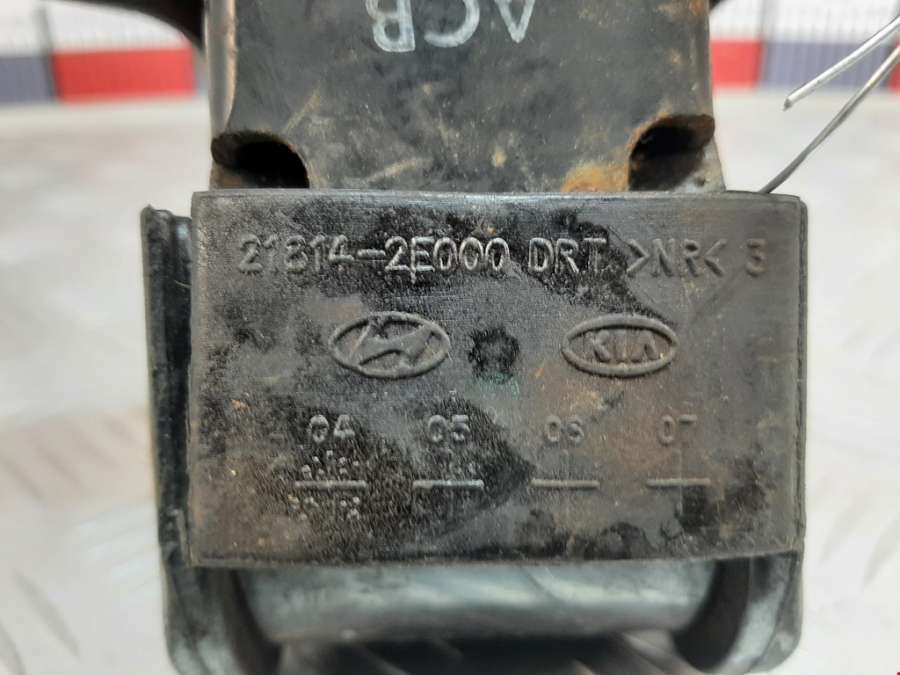 ACB
21814-2E000 DRT >NR< 3
KIA
04 05 06 07